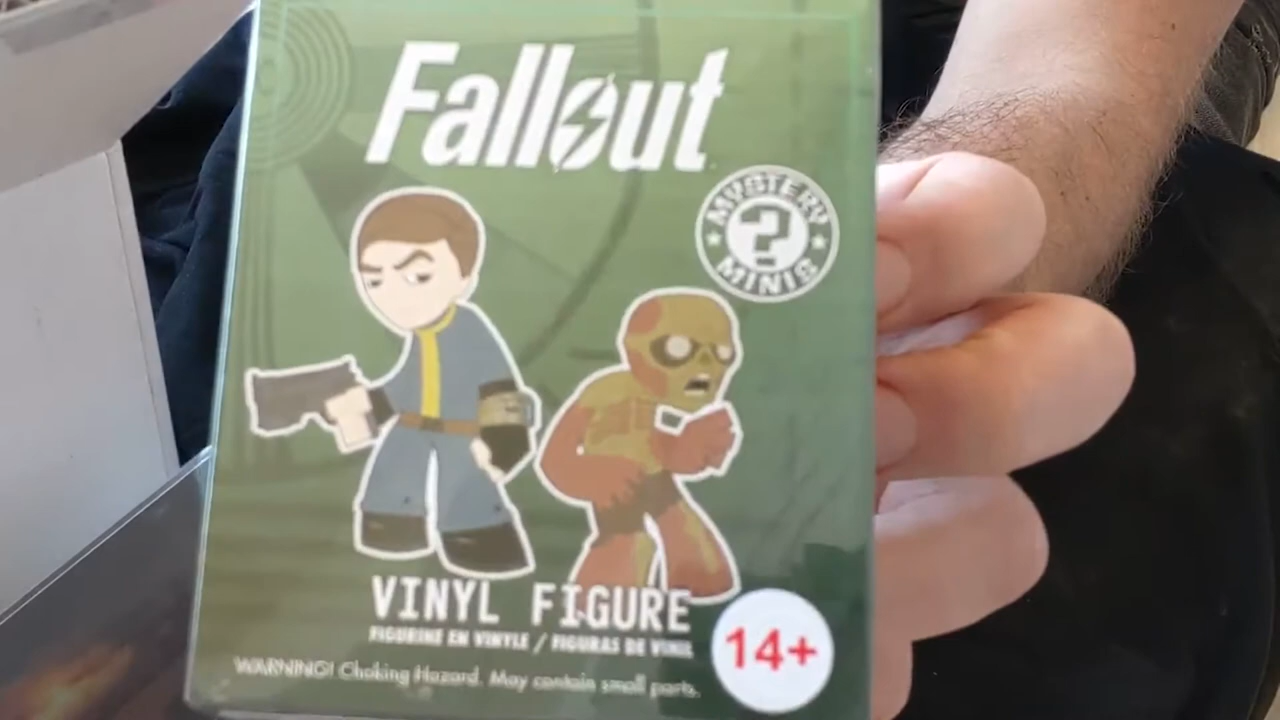 Fallout
MYSTERY
?
MINIS
VINYL FIGURE
FIGURINE EN VINYLE / FIGURAS DE VINIL
14+
WARNING! Choking Hazard. May contain small parts.